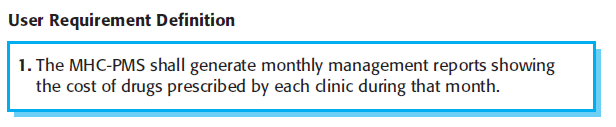 User Requirement Definition
1. The MHC-PMS shall generate monthly management reports showing
the cost of drugs prescribed by each clinic during that month.